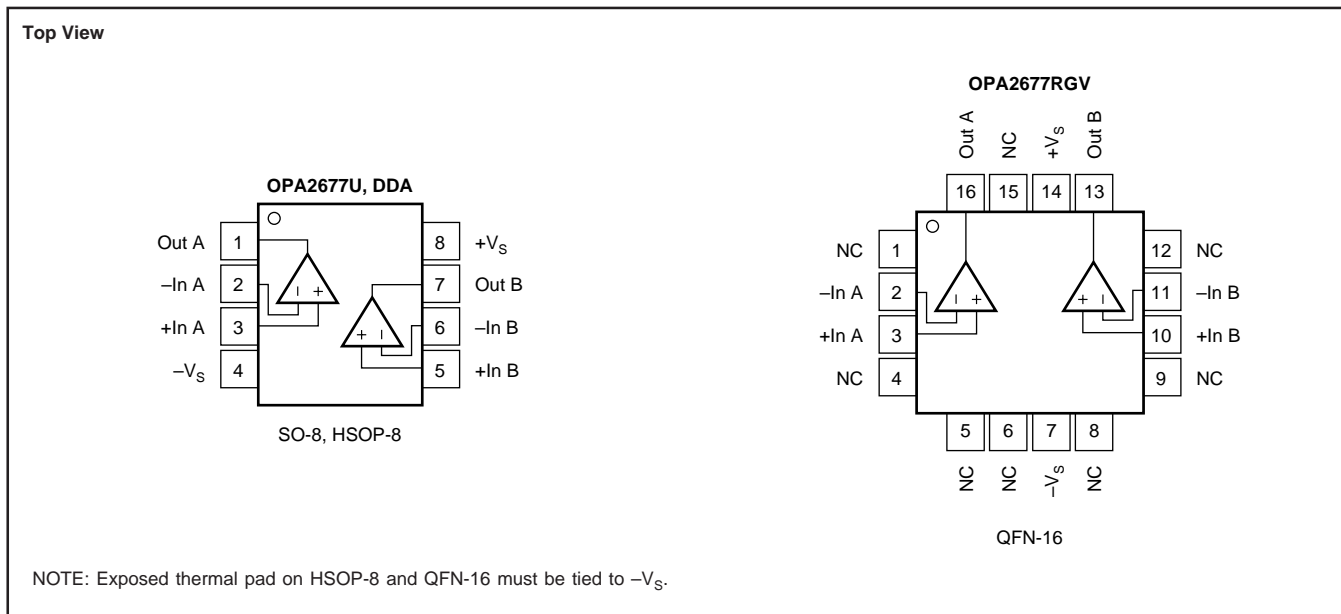 Top View
OPA2677U, DDA
Out A 1 8 +VS
–In A 2 7 Out B
+In A 3 6 –In B
–VS 4 5 +In B
– +
+ –
SO-8, HSOP-8
OPA2677RGV
Out A NC +VS Out B
16 15 14 13
NC 1 12 NC
–In A 2 11 –In B
– + + –
+In A 3 10 +In B
NC 4 9 NC
5 6 7 8
NC NC –VS NC
QFN-16
NOTE: Exposed thermal pad on HSOP-8 and QFN-16 must be tied to –VS.